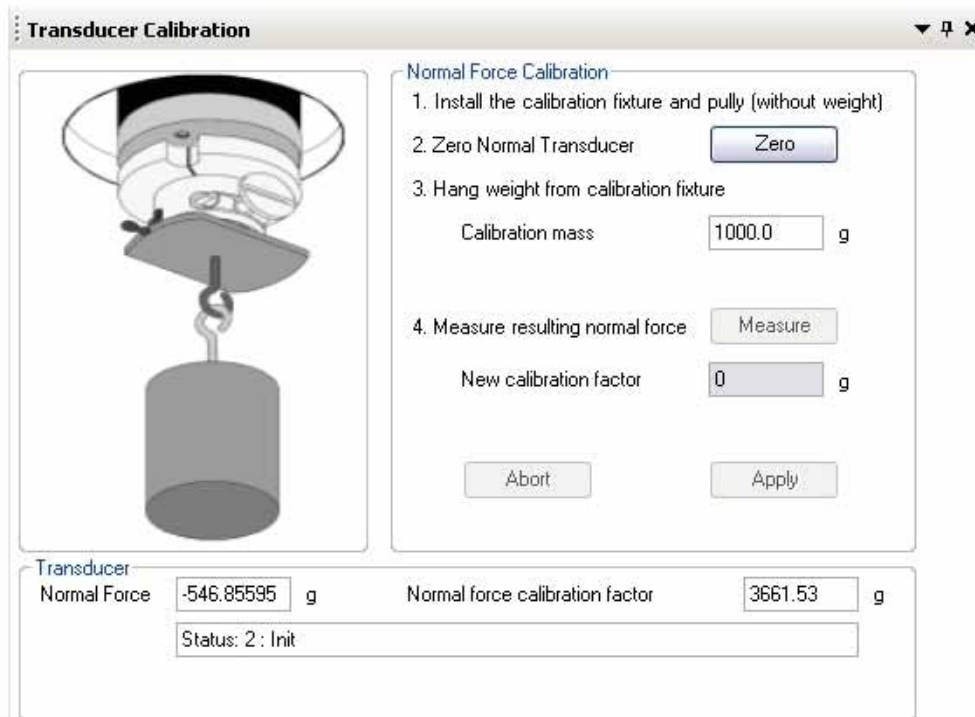 Transducer Calibration
Normal Force Calibration
1. Install the calibration fixture and pully (without weight)
2. Zero Normal Transducer Zero
3. Hang weight from calibration fixture
Calibration mass 1000.0 g
4. Measure resulting normal force Measure
New calibration factor 0 g
Abort Apply
Transducer
Normal Force -546.85595 g Normal force calibration factor 3661.53 g
Status: 2 : Init